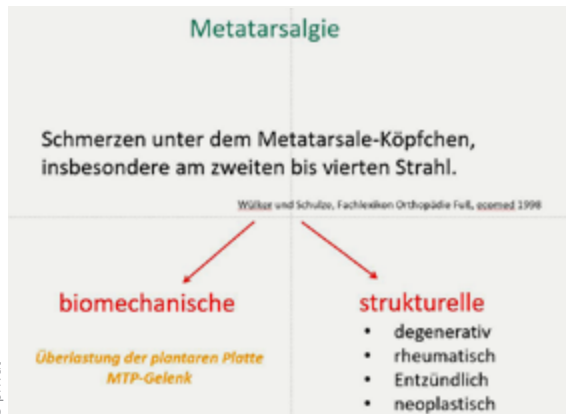 Metatarsalgie
Schmerzen unter dem Metatarsale-Köpfchen,
insbesondere am zweiten bis vierten Strahl.
Wülker und Schulze, Fachlexikon Orthopädie Fuß, ecomed 1998
biomechanische
Überlastung der plantaren Platte
MTP-Gelenk
strukturelle
• degenerativ
• rheumatisch
• Entzündlich
• neoplastisch